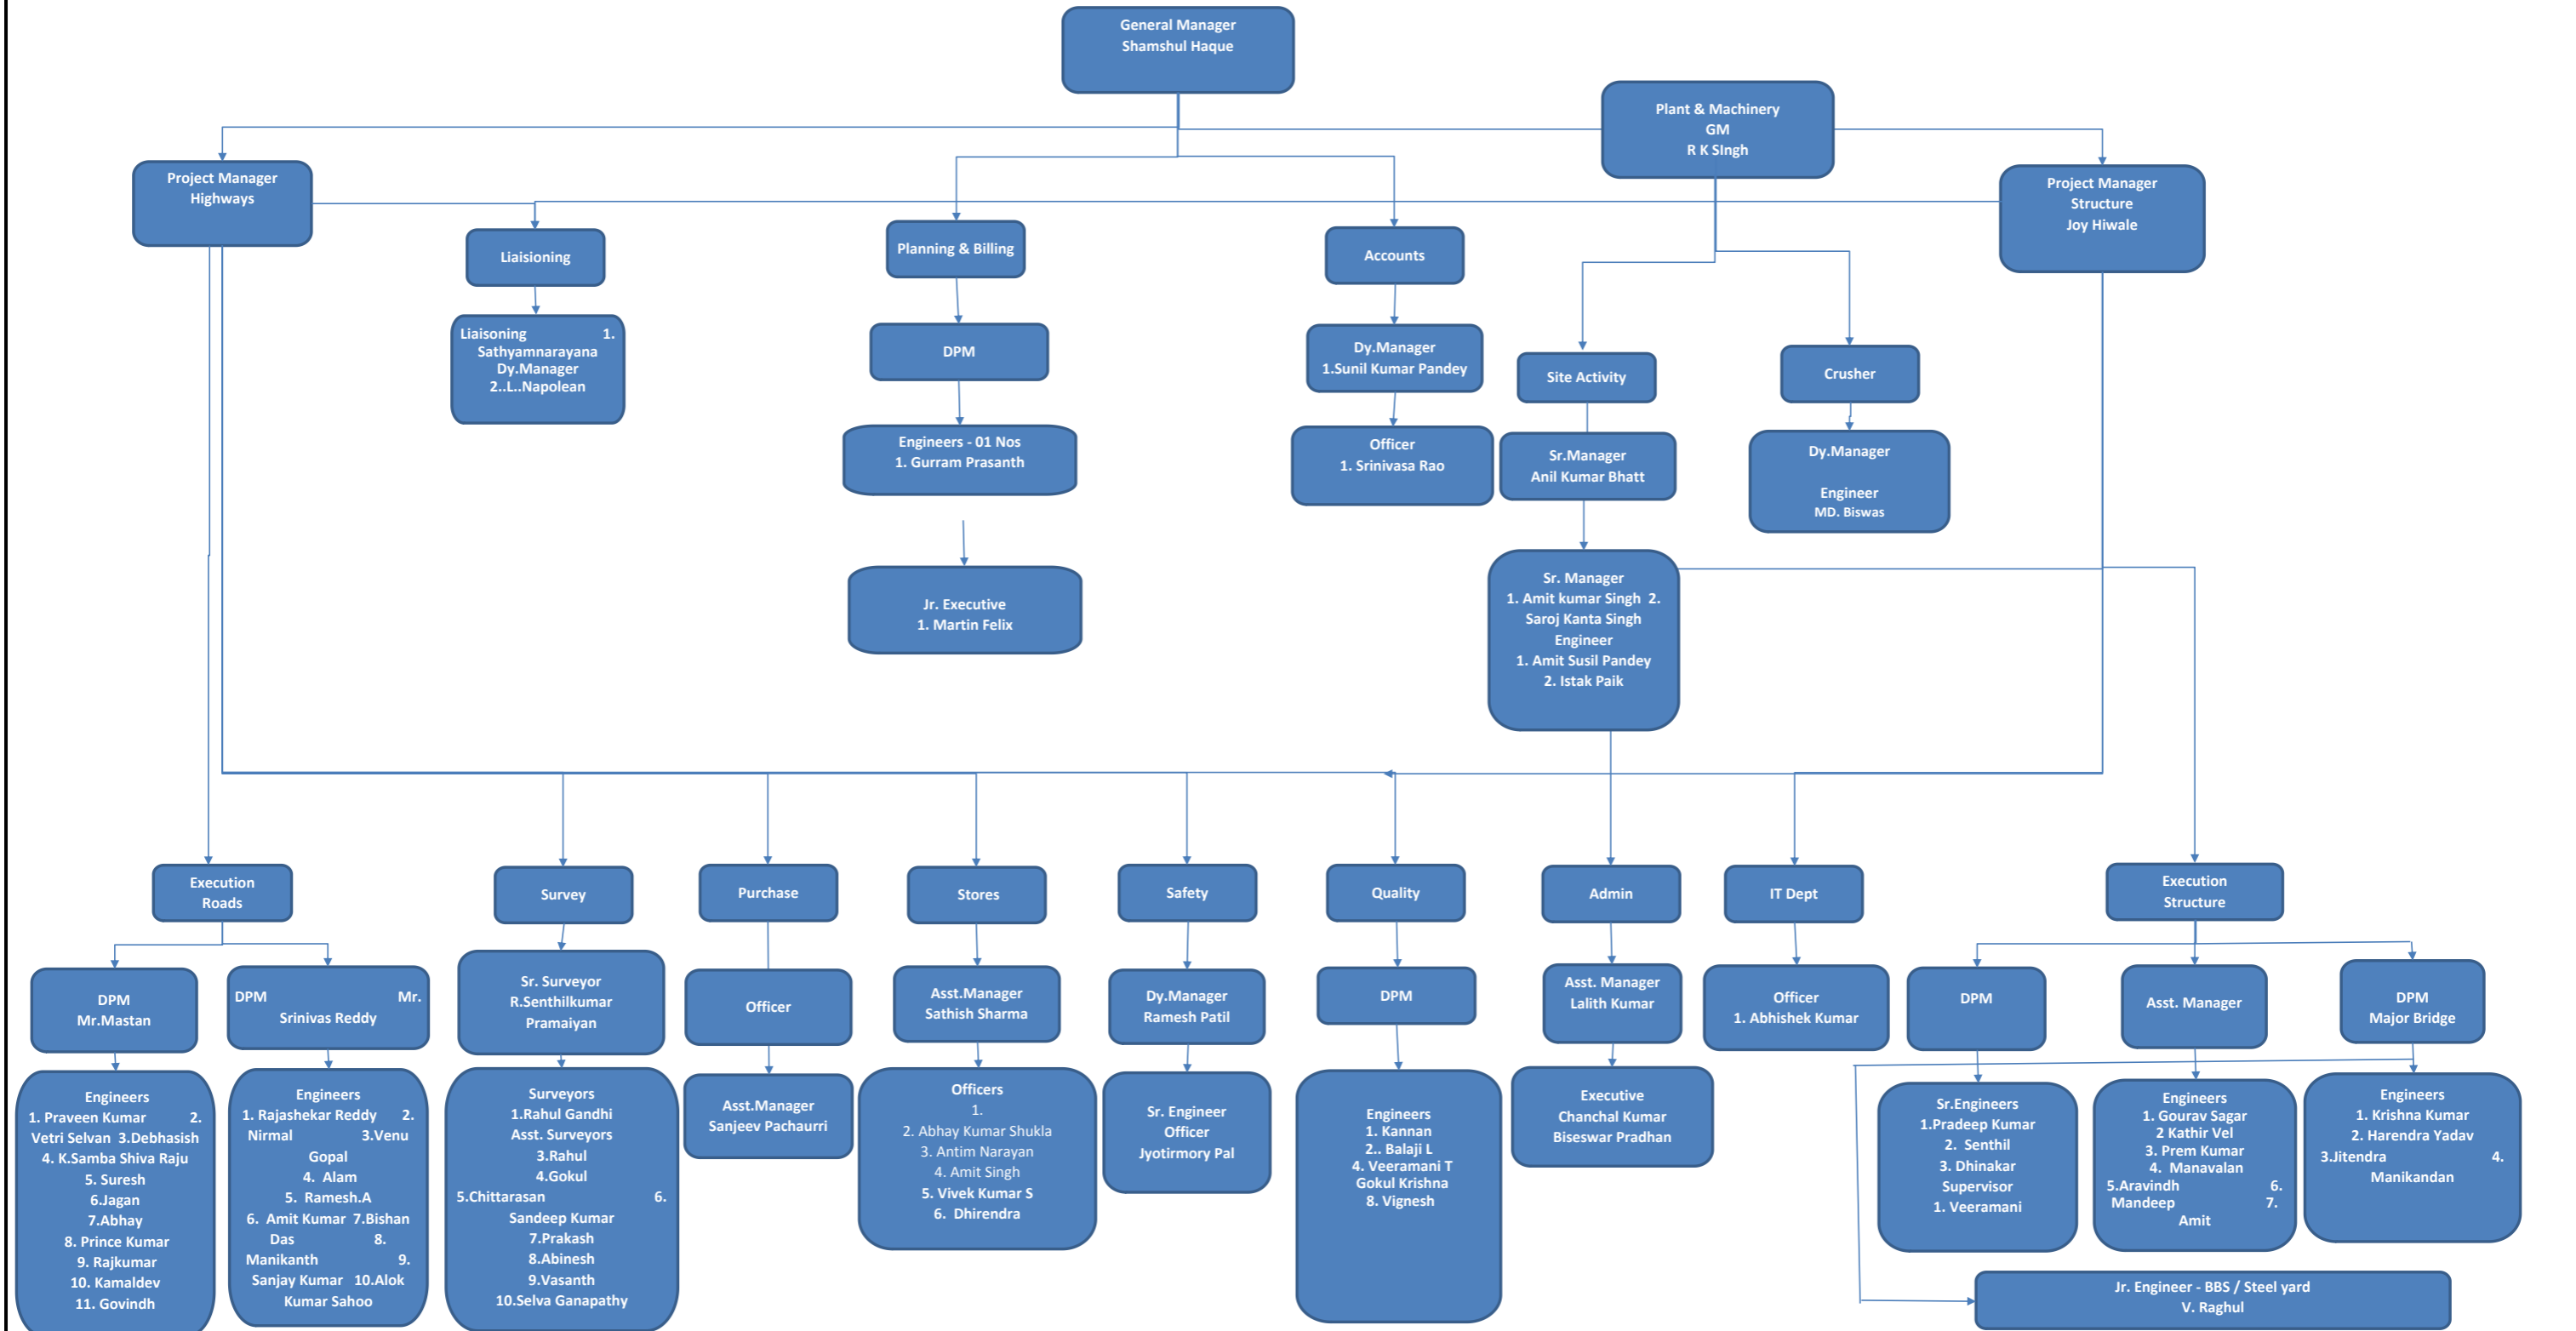 General Manager
Shamshul Haque
Plant & Machinery
GM
R K SIngh
Project Manager
Highways
Project Manager
Structure
Joy Hiwale
Liaisioning
Planning & Billing
Accounts
Liaisoning 1.
Sathyamnarayana
Dy.Manager
2..L..Napolean
DPM
Dy.Manager
1.Sunil Kumar Pandey
Site Activity
Crusher
Engineers - 01 Nos
1. Gurram Prasanth
Officer
1. Srinivasa Rao
Sr.Manager
Anil Kumar Bhatt
Dy.Manager
Engineer
MD. Biswas
Jr. Executive
1. Martin Felix
Sr. Manager
1. Amit kumar Singh 2.
Saroj Kanta Singh
Engineer
1. Amit Susil Pandey
2. Istak Paik
Execution
Roads
Survey
Purchase
Stores
Safety
Quality
Admin
IT Dept
Execution
Structure
DPM
Mr.Mastan
DPM Mr.
Srinivas Reddy
Sr. Surveyor
R.Senthilkumar
Pramaiyan
Officer
Asst.Manager
Sathish Sharma
Dy.Manager
Ramesh Patil
DPM
Asst. Manager
Lalith Kumar
Officer
1. Abhishek Kumar
DPM
Asst. Manager
DPM
Major Bridge
Engineers
1. Praveen Kumar 2.
Vetri Selvan 3.Debhasish
4. K.Samba Shiva Raju
5. Suresh
6.Jagan
7.Abhay
8. Prince Kumar
9. Rajkumar
10. Kamaldev
11. Govindh
Engineers
1. Rajashekar Reddy 2.
Nirmal 3.Venu
Gopal
4. Alam
5. Ramesh.A
6. Amit Kumar 7.Bishan
Das 8.
Manikanth 9.
Sanjay Kumar 10.Alok
Kumar Sahoo
Surveyors
1.Rahul Gandhi
Asst. Surveyors
3.Rahul
4.Gokul
5.Chittarasan 6.
Sandeep Kumar
7.Prakash
8.Abinesh
9.Vasanth
10.Selva Ganapathy
Asst.Manager
Sanjeev Pachaurri
Officers
1.
2. Abhay Kumar Shukla
3. Antim Narayan
4. Amit Singh
5. Vivek Kumar S
6. Dhirendra
Sr. Engineer
Officer
Jyotirmory Pal
Engineers
1. Kannan
2.. Balaji L
4. Veeramani T
Gokul Krishna
8. Vignesh
Executive
Chanchal Kumar
Biseswar Pradhan
Sr.Engineers
1.Pradeep Kumar
2. Senthil
3. Dhinakar
Supervisor
1. Veeramani
Engineers
1. Gourav Sagar
2 Kathir Vel
3. Prem Kumar
4. Manavalan
5.Aravindh 6.
Mandeep 7.
Amit
Engineers
1. Krishna Kumar
2. Harendra Yadav
3.Jitendra 4.
Manikandan
Jr. Engineer - BBS / Steel yard
V. Raghul